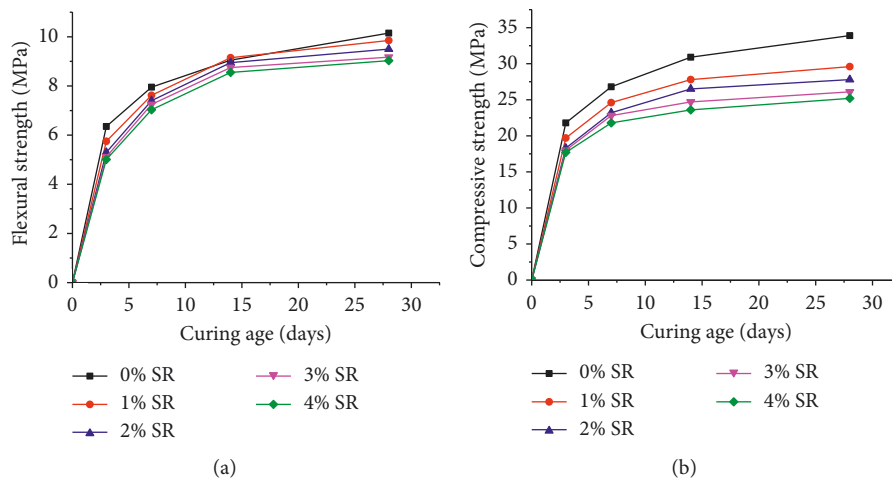 10
8
6
4
2
0
Flexural strength (MPa)
0 5 10 15 20 25 30
Curing age (days)
0% SR
1% SR
2% SR
3% SR
4% SR
(a)
35
30
25
20
15
10
5
0
Compressive strength (MPa)
0 5 10 15 20 25 30
Curing age (days)
0% SR
1% SR
2% SR
3% SR
4% SR
(b)